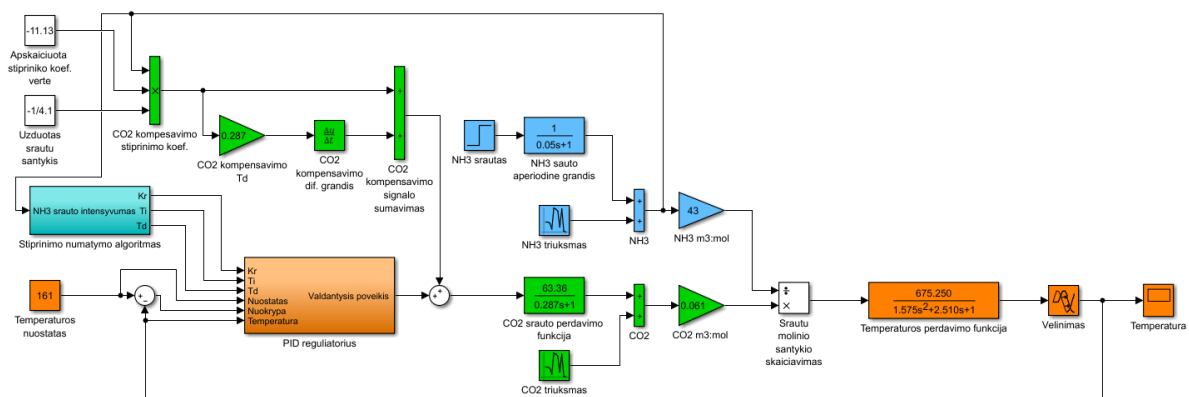 -11.13
Apskaiciuota
stipriniko koef.
verte
-1/4.1
Uzduotas
srautu
santykis
×
CO2 kompesavimo
stiprinimo koef.
0.287
CO2 kompensavimo
Td
Δu
Δt
CO2
kompensavimo
dif. grandis
+
+
CO2
kompensavimo
signalo
sumavimas
NH3 srautas
1
0.05s+1
NH3 sauto
aperiodine grandis
NH3 triuksmas
+
+
NH3
43
NH3 m3:mol
NH3 srauto intensyvumas
Kr
Ti
Td
Stiprinimo numatymo algoritmas
161
Temperaturos
nuostatas
+
−
Kr
Ti
Td
Nuostatas
Nuokrypa
Temperatura
Valdantysis poveikis
PID reguliatorius
+
+
63.36
0.287s+1
CO2 srauto perdavimo
funkcija
CO2 triuksmas
+
+
CO2
0.061
CO2 m3:mol
÷
×
Srautu
molinio
santykio
skaiciavimas
675.250
1.575s2+2.510s+1
Temperaturos perdavimo funkcija
Velinimas
Temperatura